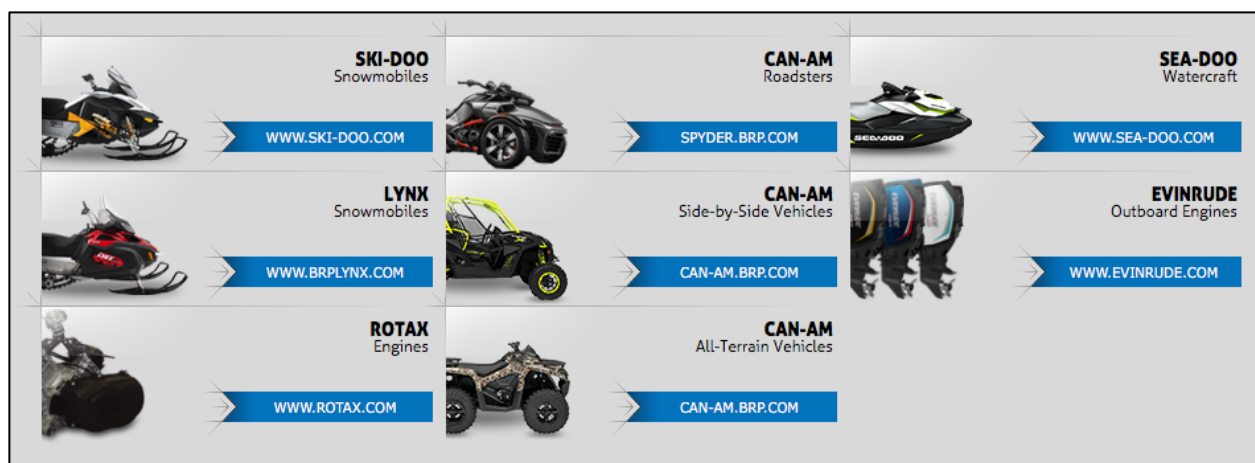 SKI-DOO
Snowmobiles
WWW.SKI-DOO.COM
CAN-AM
Roadsters
SPYDER.BRP.COM
SEA-DOO
Watercraft
SEA-DOO
WWW.SEA-DOO.COM
LYNX
Snowmobiles
WWW.BRPLYNX.COM
CAN-AM
Side-by-Side Vehicles
CAN-AM.BRP.COM
EVINRUDE
Outboard Engines
WWW.EVINRUDE.COM
ROTAX
Engines
WWW.ROTAX.COM
CAN-AM
All-Terrain Vehicles
CAN-AM.BRP.COM